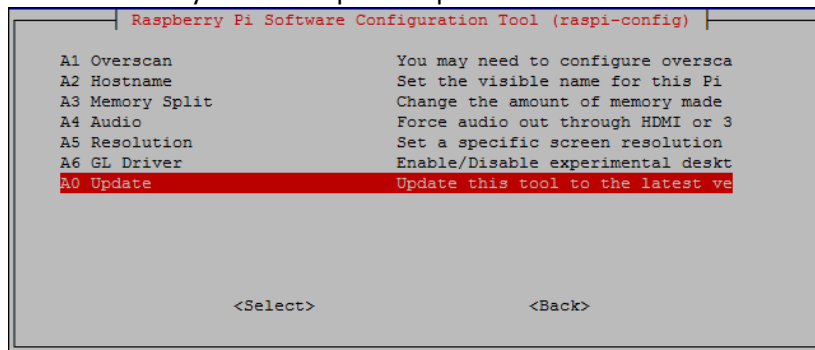 Raspberry Pi Software Configuration Tool (raspi-config)
A1 Overscan You may need to configure oversca
A2 Hostname Set the visible name for this Pi
A3 Memory Split Change the amount of memory made
A4 Audio Force audio out through HDMI or 3
A5 Resolution Set a specific screen resolution
A6 GL Driver Enable/Disable experimental deskt
A0 Update Update this tool to the latest ve
<Select> <Back>